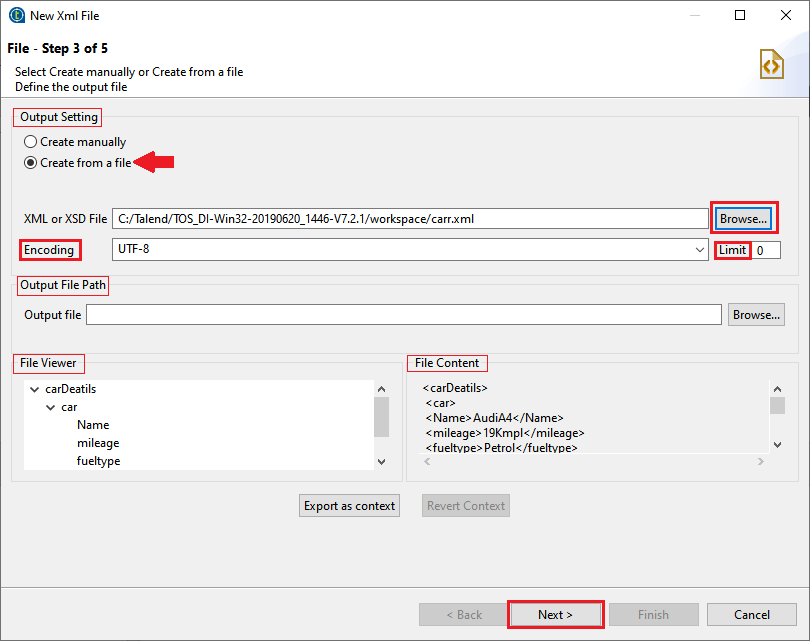 New Xml File
File - Step 3 of 5
Select Create manually or Create from a file
Define the output file
Output Setting
Create manually
Create from a file
XML or XSD File C:/Talend/TOS_DI-Win32-20190620_1446-V7.2.1/workspace/carr.xml Browse...
Encoding UTF-8 Limit 0
Output File Path
Output file Browse...
File Viewer
carDeatils
car
Name
mileage
fueltype
File Content
<carDeatils>
<car>
<Name>AudiA4</Name>
<mileage>19Kmpl</mileage>
<fueltype>Petrol</fueltype>
Export as context Revert Context
< Back Next > Finish Cancel